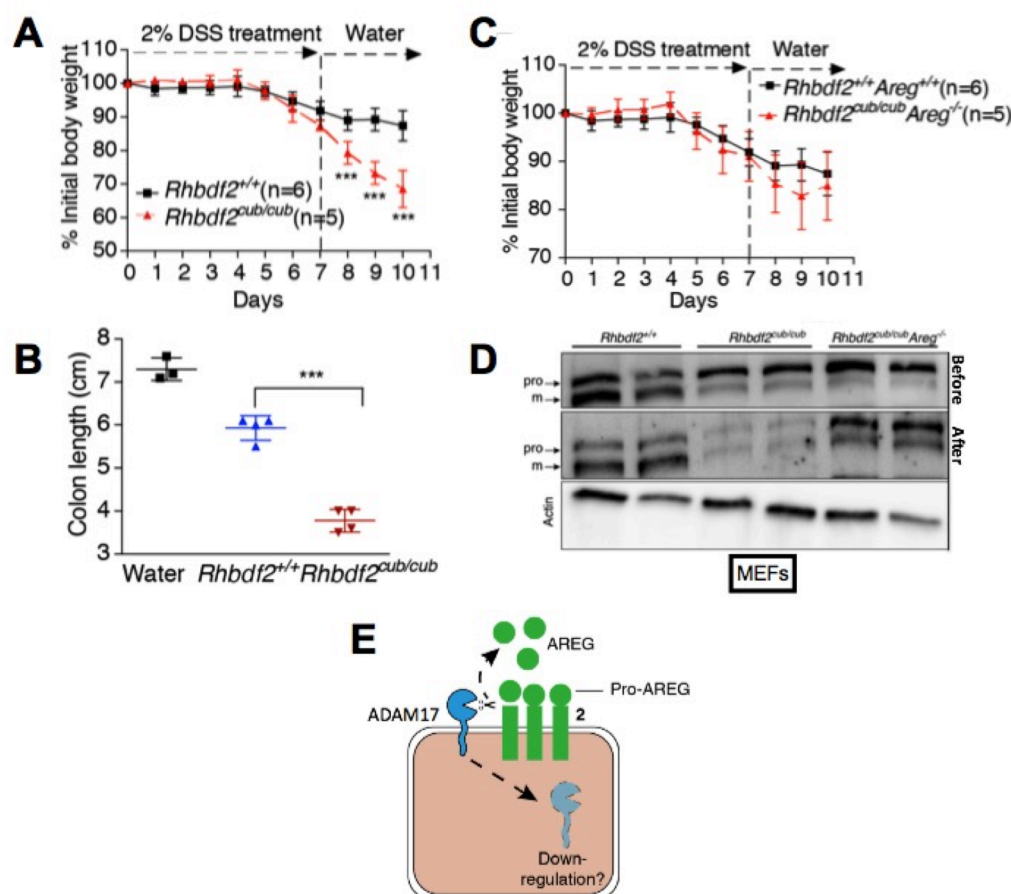 A
2% DSS treatment
Water
110
100
90
80
70
60
50
% Initial body weight
***
***
***
Rhbdf2+/+(n=6)
Rhbdf2cub/cub(n=5)
0 1 2 3 4 5 6 7 8 9 10 11
Days
C
2% DSS treatment
Water
110
100
90
80
70
% Initial body weight
Rhbdf2+/+Areg+/+(n=6)
Rhbdf2cub/cubAreg-/-(n=5)
0 1 2 3 4 5 6 7 8 9 10 11
Days
B
8
7
6
4
3
Colon length (cm)
***
Water Rhbdf2+/+ Rhbdf2cub/cub
D
Rhbdf2+/+ Rhbdf2cub/cub Rhbdf2cub/cubAreg-/-
pro
m
Before
pro
m
After
Actin
MEFs
E
AREG
Pro-AREG
ADAM17
2
Down-
regulation?